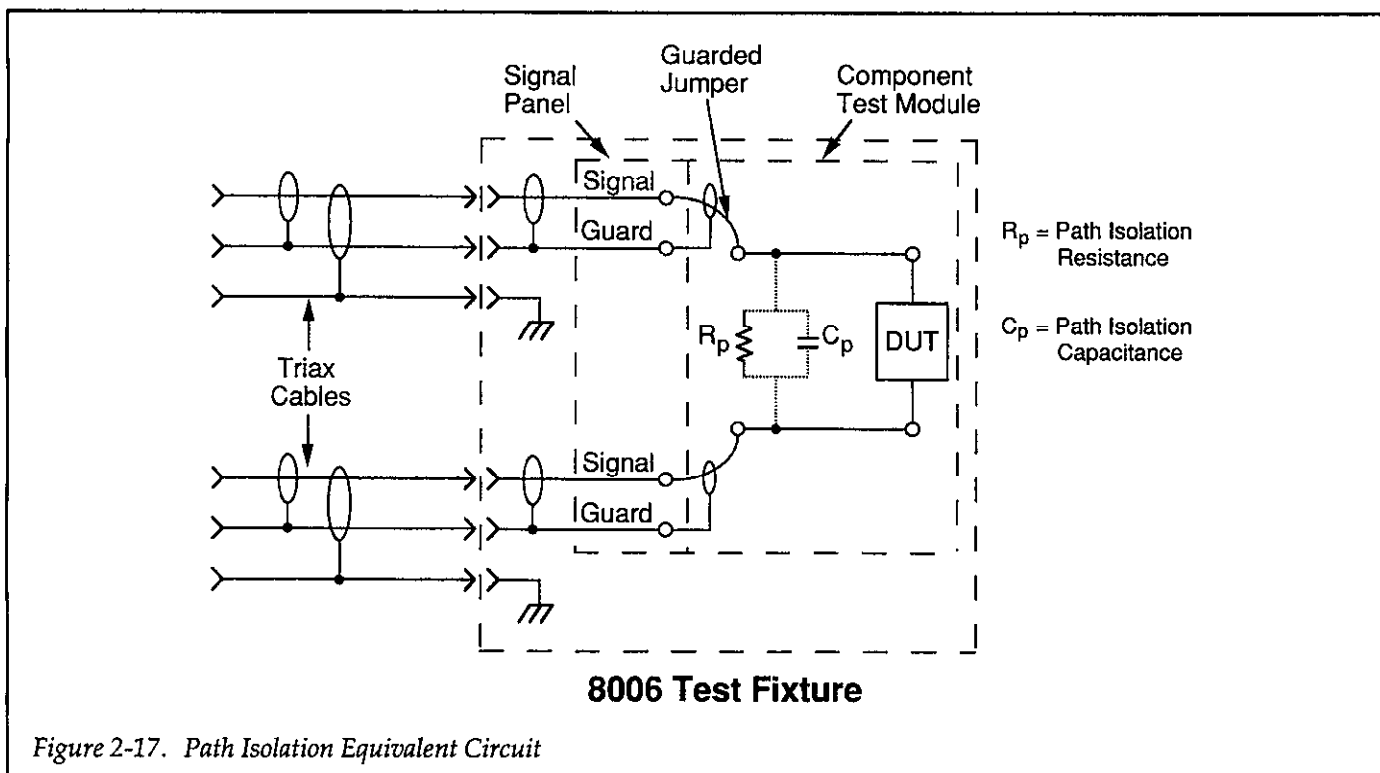 Signal
Panel
Guarded
Jumper
Component
Test Module
Signal
Guard
Rp = Path Isolation
Resistance
Rp
Cp
DUT
Cp = Path Isolation
Capacitance
Triax
Cables
Signal
Guard
8006 Test Fixture
Figure 2-17. Path Isolation Equivalent Circuit